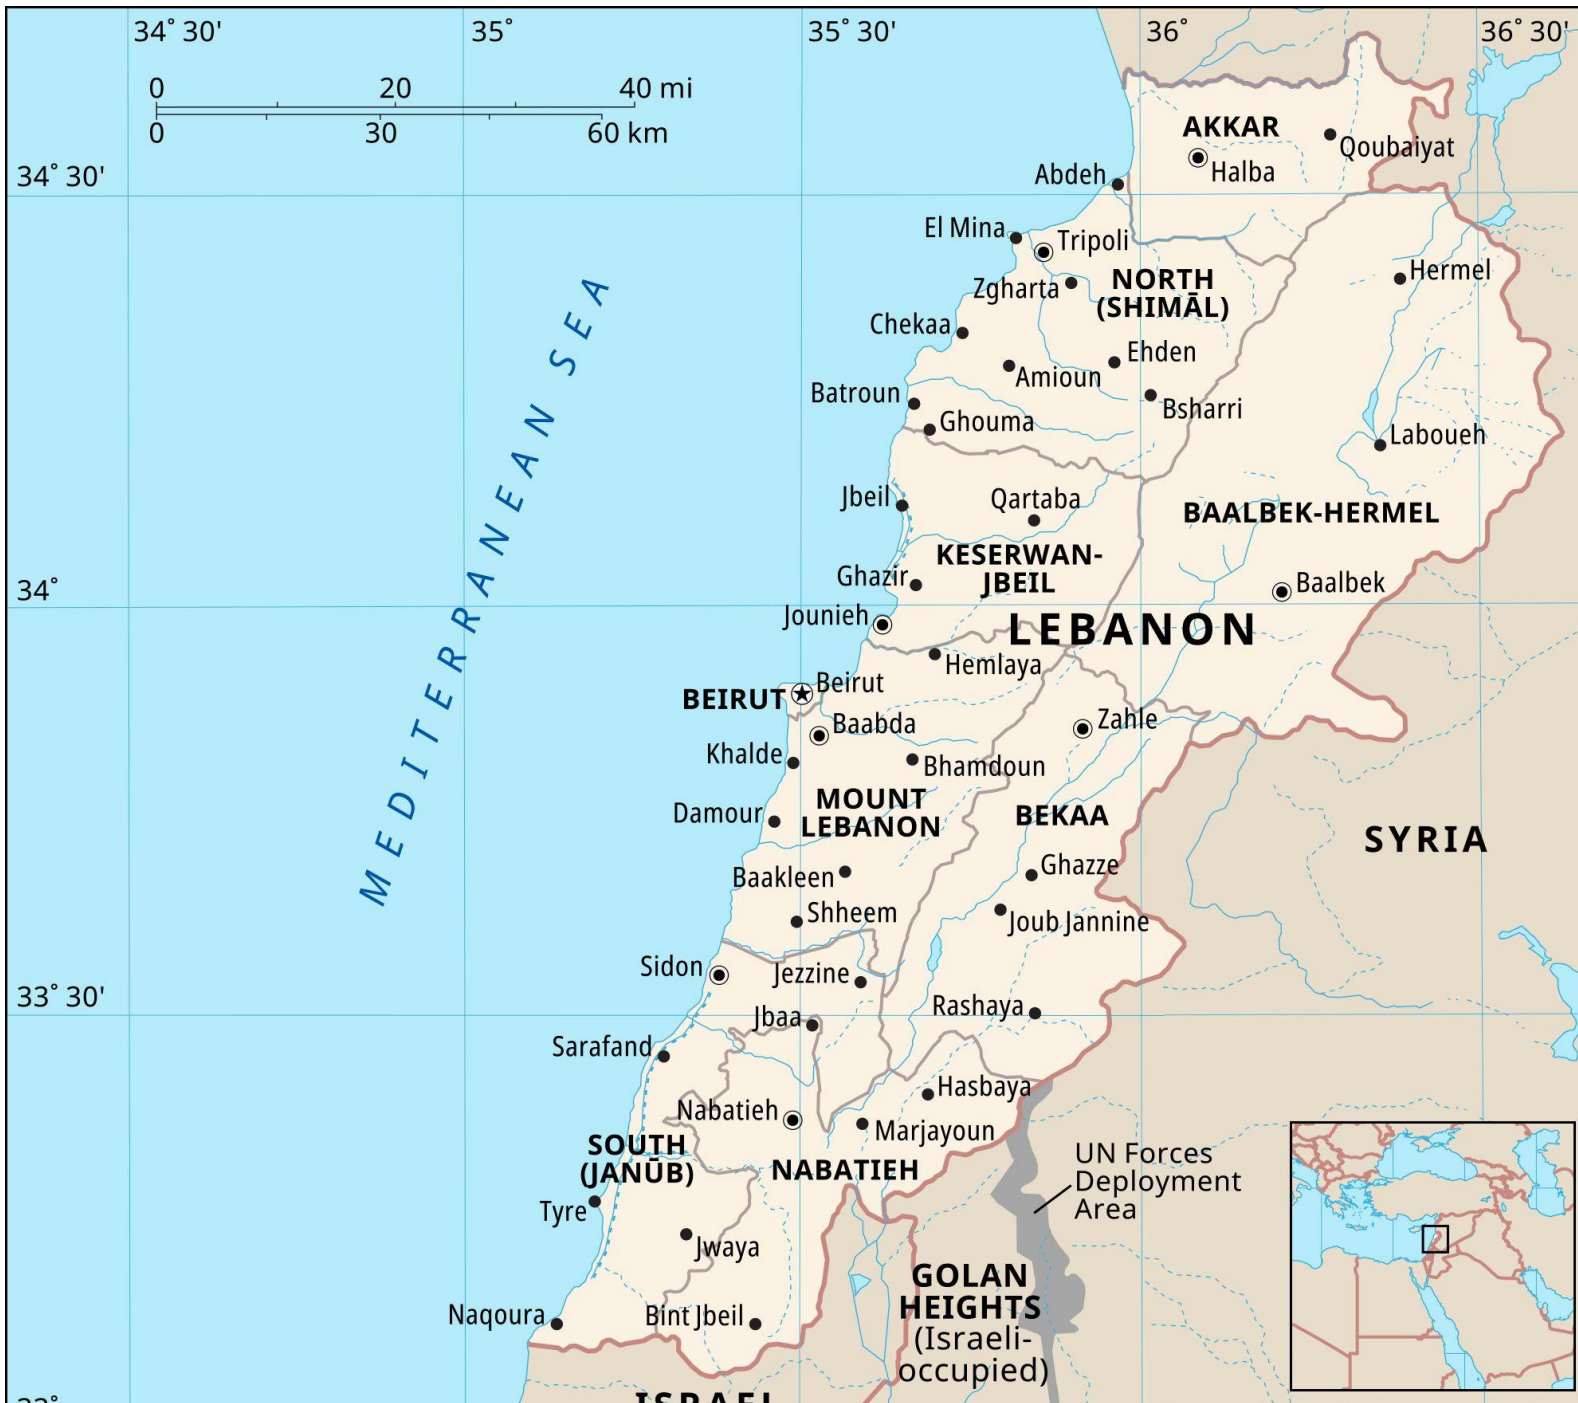 34° 30'
35°
35° 30'
36°
36° 30'
0 20 40 mi
0 30 60 km
34° 30'
34°
33° 30'
MEDITERRANEAN SEA
AKKAR
Qoubaiyat
Halba
Abdeh
El Mina
Tripoli
Zgharta
NORTH
(SHIMĀL)
Hermel
Chekaa
Ehden
Amioun
Batroun
Bsharri
Ghouma
Laboueh
Jbeil
Qartaba
BAALBEK-HERMEL
KESERWAN-
JBEIL
Ghazir
Baalbek
Jounieh
LEBANON
Hemlaya
BEIRUT
Beirut
Baabda
Zahle
Khalde
Bhamdoun
MOUNT
LEBANON
Damour
BEKAA
SYRIA
Ghazze
Baakleen
Shheem
Joub Jannine
Sidon
Jezzine
Rashaya
Jbaa
Sarafand
Hasbaya
Nabatieh
Marjayoun
SOUTH
(JANŪB)
NABATIEH
UN Forces
Deployment
Area
Tyre
Jwaya
GOLAN
HEIGHTS
(Israeli-
occupied)
Naqoura
Bint Jbeil
ISRAEL